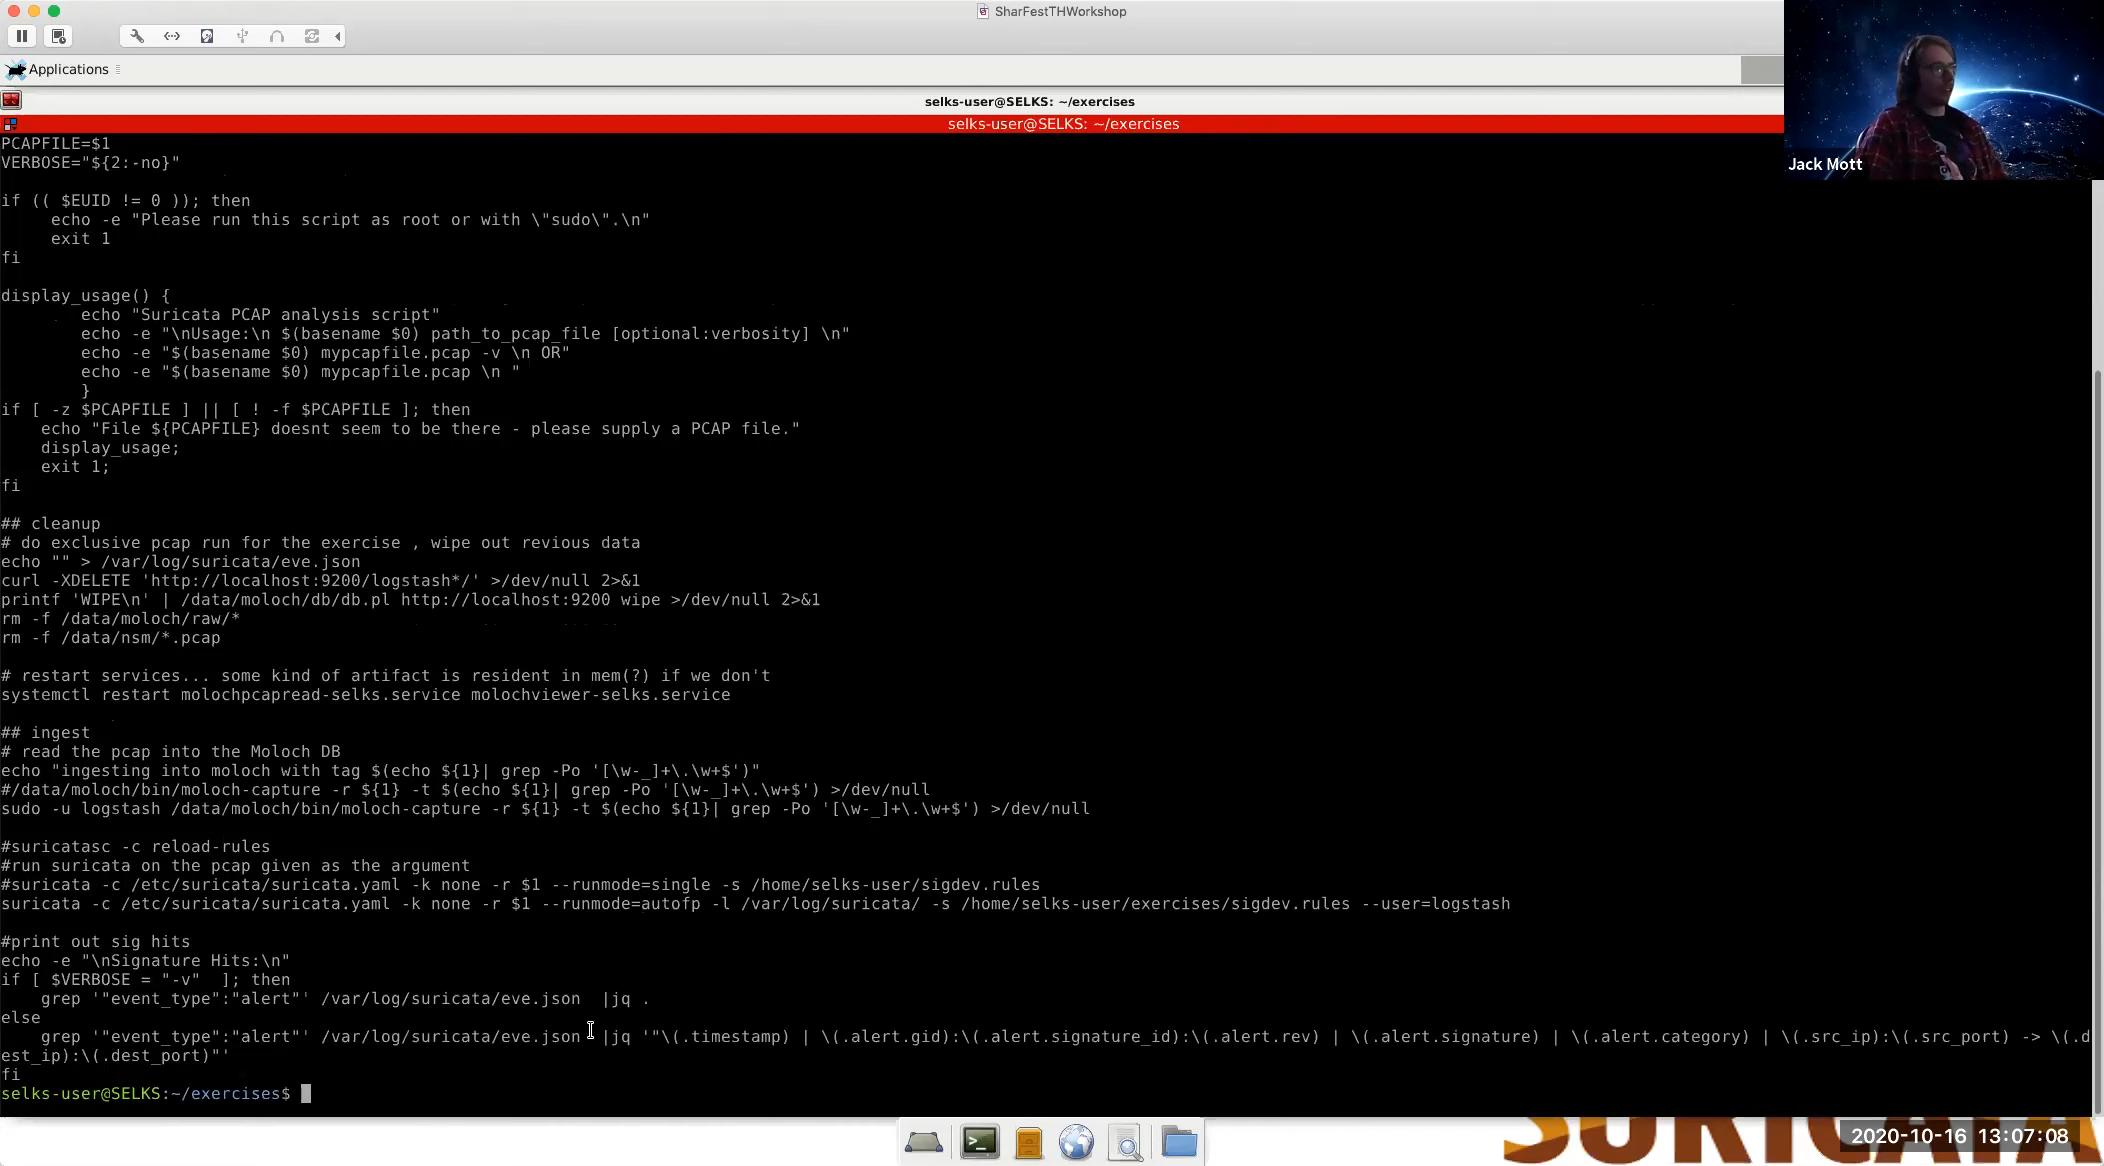 SharFestTHWorkshop
Applications
selks-user@SELKS: ~/exercises
selks-user@SELKS: ~/exercises
Jack Mott
PCAPFILE=$1
VERBOSE="${2:-no}"
if (( $EUID != 0 )); then
     echo -e "Please run this script as root or with \"sudo\".\n"
     exit 1
fi
display_usage() {
        echo "Suricata PCAP analysis script"
        echo -e "\nUsage:\n $(basename $0) path_to_pcap_file [optional:verbosity] \n"
        echo -e "$(basename $0) mypcapfile.pcap -v \n OR"
        echo -e "$(basename $0) mypcapfile.pcap \n "
        }
if [ -z $PCAPFILE ] || [ ! -f $PCAPFILE ]; then
    echo "File ${PCAPFILE} doesnt seem to be there - please supply a PCAP file."
    display_usage;
    exit 1;
fi
## cleanup
# do exclusive pcap run for the exercise , wipe out revious data
echo "" > /var/log/suricata/eve.json
curl -XDELETE 'http://localhost:9200/logstash*/' >/dev/null 2>&1
printf 'WIPE\n' | /data/moloch/db/db.pl http://localhost:9200 wipe >/dev/null 2>&1
rm -f /data/moloch/raw/*
rm -f /data/nsm/*.pcap
# restart services... some kind of artifact is resident in mem(?) if we don't
systemctl restart molochpcapread-selks.service molochviewer-selks.service
## ingest
# read the pcap into the Moloch DB
echo "ingesting into moloch with tag $(echo ${1}| grep -Po '[\w-_]+\.\w+$')"
#/data/moloch/bin/moloch-capture -r ${1} -t $(echo ${1}| grep -Po '[\w-_]+\.\w+$') >/dev/null
sudo -u logstash /data/moloch/bin/moloch-capture -r ${1} -t $(echo ${1}| grep -Po '[\w-_]+\.\w+$') >/dev/null
#suricatasc -c reload-rules
#run suricata on the pcap given as the argument
#suricata -c /etc/suricata/suricata.yaml -k none -r $1 --runmode=single -s /home/selks-user/sigdev.rules
suricata -c /etc/suricata/suricata.yaml -k none -r $1 --runmode=autofp -l /var/log/suricata/ -s /home/selks-user/exercises/sigdev.rules --user=logstash
#print out sig hits
echo -e "\nSignature Hits:\n"
if [ $VERBOSE = "-v"  ]; then
    grep '"event_type":"alert"' /var/log/suricata/eve.json  |jq .
else
    grep '"event_type":"alert"' /var/log/suricata/eve.json  |jq '"\(.timestamp) | \(.alert.gid):\(.alert.signature_id):\(.alert.rev) | \(.alert.signature) | \(.alert.category) | \(.src_ip):\(.src_port) -> \(.d
est_ip):\(.dest_port)"'
fi
selks-user@SELKS:~/exercises$
SURICATA
2020-10-16 13:07:08